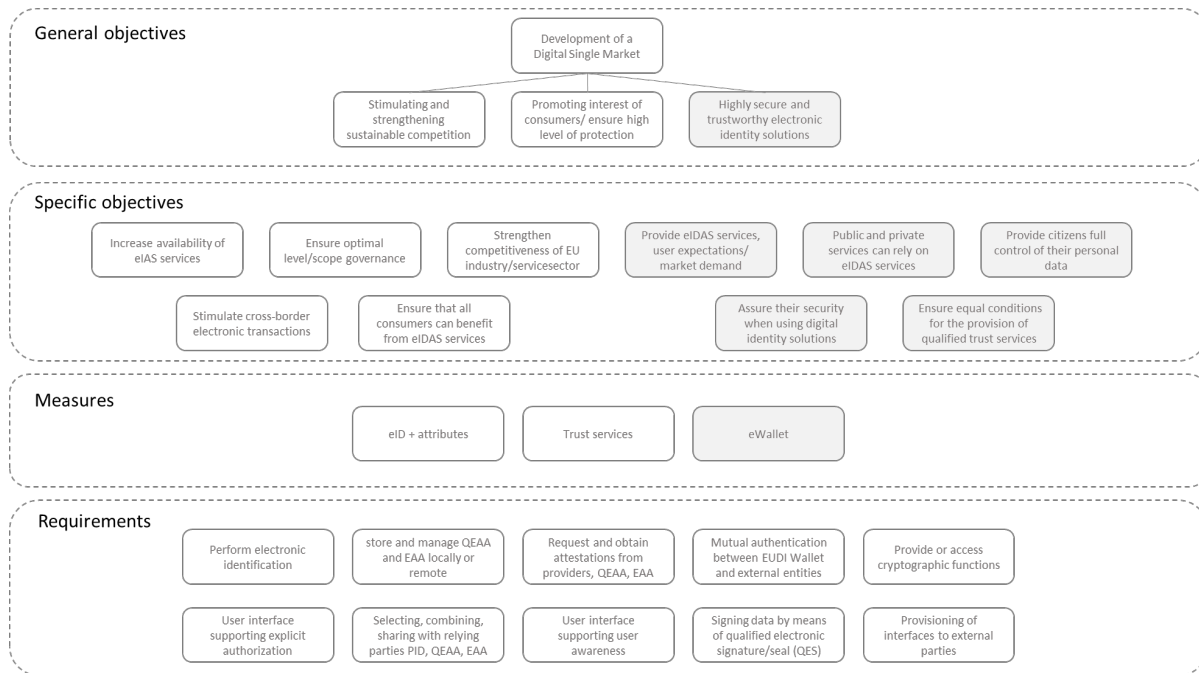 General objectives
Development of a
Digital Single Market
Stimulating and
strengthening
sustainable competition
Promoting interest of
consumers/ ensure high
level of protection
Highly secure and
trustworthy electronic
identity solutions
Specific objectives
Increase availability of
eIAS services
Ensure optimal
level/scope governance
Strengthen
competitiveness of EU
industry/servicesector
Provide eIDAS services,
user expectations/
market demand
Public and private
services can rely on
eIDAS services
Provide citizens full
control of their personal
data
Stimulate cross-border
electronic transactions
Ensure that all
consumers can benefit
from eIDAS services
Assure their security
when using digital
identity solutions
Ensure equal conditions
for the provision of
qualified trust services
Measures
eID + attributes
Trust services
eWallet
Requirements
Perform electronic
identification
store and manage QEAA
and EAA locally or
remote
Request and obtain
attestations from
providers, QEAA, EAA
Mutual authentication
between EUDI Wallet
and external entities
Provide or access
cryptographic functions
User interface
supporting explicit
authorization
Selecting, combining,
sharing with relying
parties PID, QEAA, EAA
User interface
supporting user
awareness
Signing data by means
of qualified electronic
signature/seal (QES)
Provisioning of
interfaces to external
parties